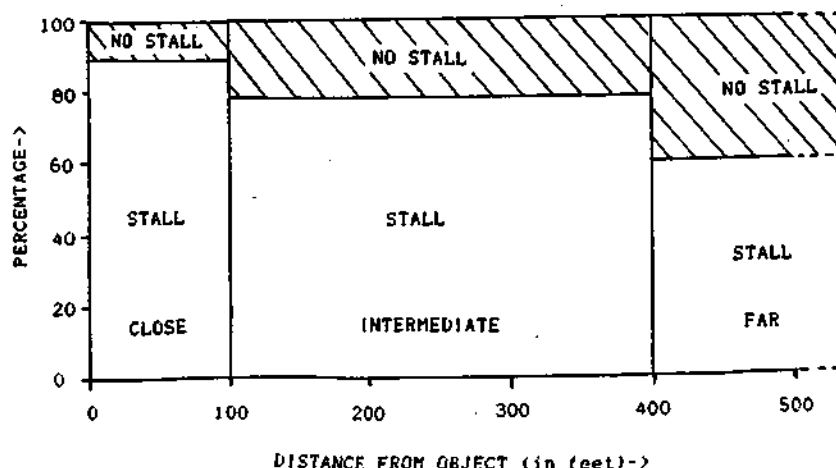 100
80
60
40
20
0
PERCENTAGE->
NO STALL
NO STALL
NO STALL
STALL
STALL
STALL
CLOSE
INTERMEDIATE
FAR
0 100 200 300 400 500
DISTANCE FROM OBJECT (in feet)->